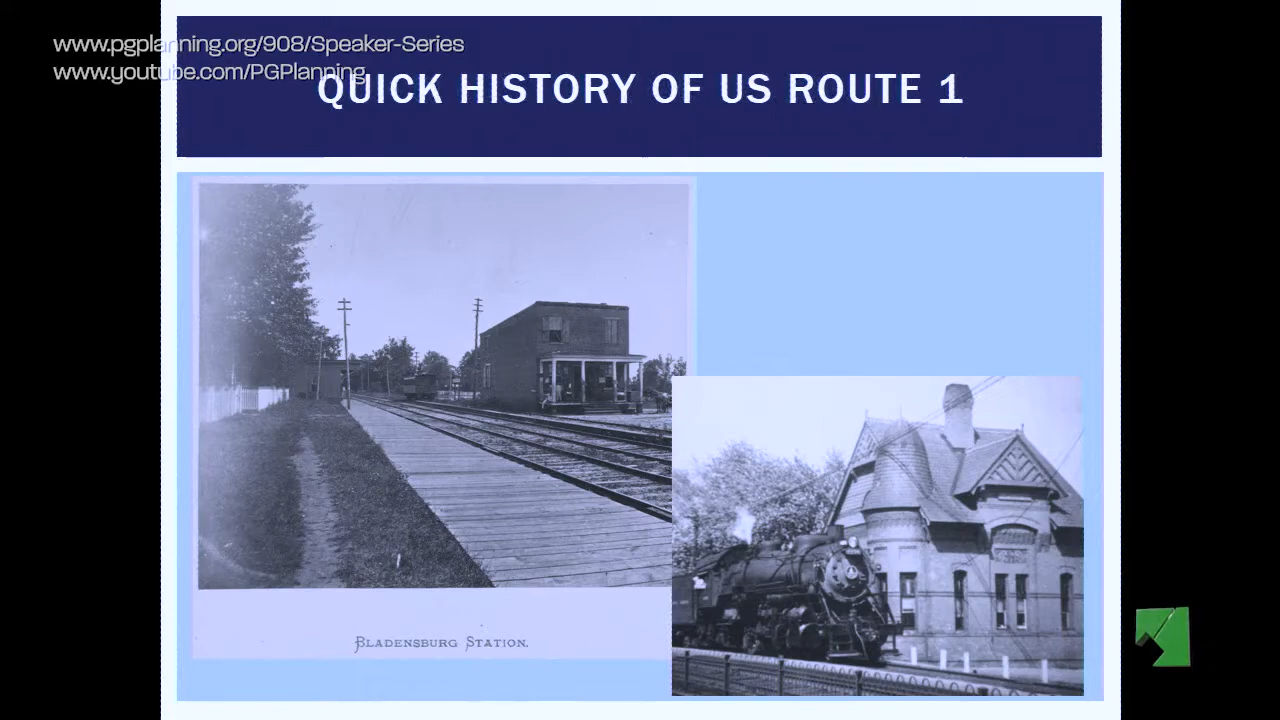 www.pgplanning.org/908/Speaker-Series
www.youtube.com/PGPlanning
QUICK HISTORY OF US ROUTE 1
BLADENSBURG STATION.